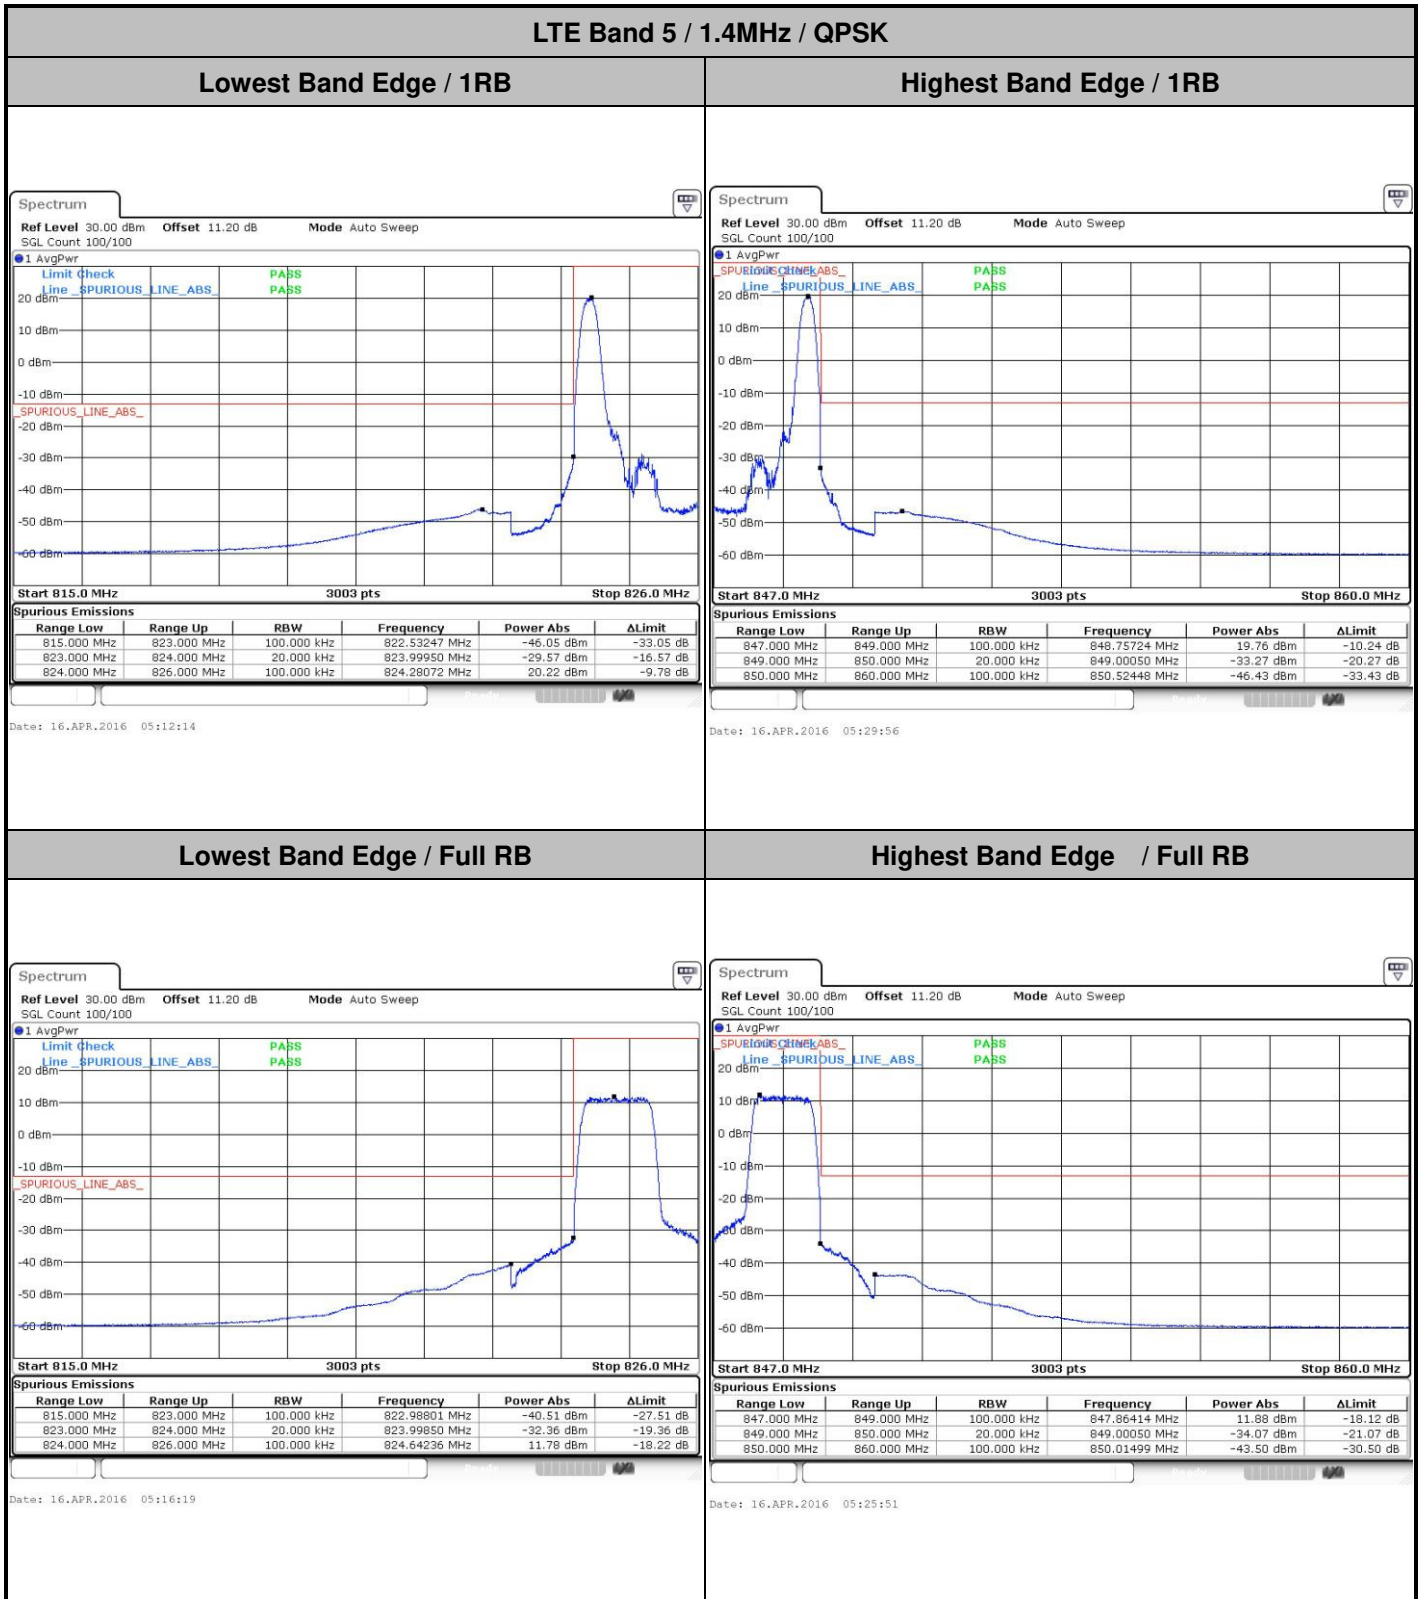 LTE Band 5 / 1.4MHz / QPSK
Lowest Band Edge / 1RB
Highest Band Edge / 1RB
Spectrum
Ref Level 30.00 dBm Offset 11.20 dB Mode Auto Sweep
SGL Count 100/100
1 AvgPwr
Limit Check PASS
Line _SPURIOUS_LINE_ABS_ PASS
20 dBm
10 dBm
0 dBm
-10 dBm
_SPURIOUS_LINE_ABS_
-20 dBm
-30 dBm
-40 dBm
-50 dBm
-60 dBm
Start 815.0 MHz 3003 pts Stop 826.0 MHz
Spurious Emissions
Range Low Range Up RBW Frequency Power Abs ΔLimit
815.000 MHz 823.000 MHz 100.000 kHz 822.53247 MHz -46.05 dBm -33.05 dB
823.000 MHz 824.000 MHz 20.000 kHz 823.99950 MHz -29.57 dBm -16.57 dB
824.000 MHz 826.000 MHz 100.000 kHz 824.28072 MHz 20.22 dBm -9.78 dB
Ready
Date: 16.APR.2016 05:12:14
Spectrum
Ref Level 30.00 dBm Offset 11.20 dB Mode Auto Sweep
SGL Count 100/100
1 AvgPwr
_SPURIOUS_LINE_ABS_
Limit Check PASS
Line _SPURIOUS_LINE_ABS_ PASS
20 dBm
10 dBm
0 dBm
-10 dBm
-20 dBm
-30 dBm
-40 dBm
-50 dBm
-60 dBm
Start 847.0 MHz 3003 pts Stop 860.0 MHz
Spurious Emissions
Range Low Range Up RBW Frequency Power Abs ΔLimit
847.000 MHz 849.000 MHz 100.000 kHz 848.75724 MHz 19.76 dBm -10.24 dB
849.000 MHz 850.000 MHz 20.000 kHz 849.00050 MHz -33.27 dBm -20.27 dB
850.000 MHz 860.000 MHz 100.000 kHz 850.52448 MHz -46.43 dBm -33.43 dB
Ready
Date: 16.APR.2016 05:29:56
Lowest Band Edge / Full RB
Highest Band Edge / Full RB
Spectrum
Ref Level 30.00 dBm Offset 11.20 dB Mode Auto Sweep
SGL Count 100/100
1 AvgPwr
Limit Check PASS
Line _SPURIOUS_LINE_ABS_ PASS
20 dBm
10 dBm
0 dBm
-10 dBm
_SPURIOUS_LINE_ABS_
-20 dBm
-30 dBm
-40 dBm
-50 dBm
-60 dBm
Start 815.0 MHz 3003 pts Stop 826.0 MHz
Spurious Emissions
Range Low Range Up RBW Frequency Power Abs ΔLimit
815.000 MHz 823.000 MHz 100.000 kHz 822.98801 MHz -40.51 dBm -27.51 dB
823.000 MHz 824.000 MHz 20.000 kHz 823.99850 MHz -32.36 dBm -19.36 dB
824.000 MHz 826.000 MHz 100.000 kHz 824.64236 MHz 11.78 dBm -18.22 dB
Ready
Date: 16.APR.2016 05:16:19
Spectrum
Ref Level 30.00 dBm Offset 11.20 dB Mode Auto Sweep
SGL Count 100/100
1 AvgPwr
_SPURIOUS_LINE_ABS_
Limit Check PASS
Line _SPURIOUS_LINE_ABS_ PASS
20 dBm
10 dBm
0 dBm
-10 dBm
-20 dBm
-30 dBm
-40 dBm
-50 dBm
-60 dBm
Start 847.0 MHz 3003 pts Stop 860.0 MHz
Spurious Emissions
Range Low Range Up RBW Frequency Power Abs ΔLimit
847.000 MHz 849.000 MHz 100.000 kHz 847.86414 MHz 11.88 dBm -18.12 dB
849.000 MHz 850.000 MHz 20.000 kHz 849.00050 MHz -34.07 dBm -21.07 dB
850.000 MHz 860.000 MHz 100.000 kHz 850.01499 MHz -43.50 dBm -30.50 dB
Ready
Date: 16.APR.2016 05:25:51